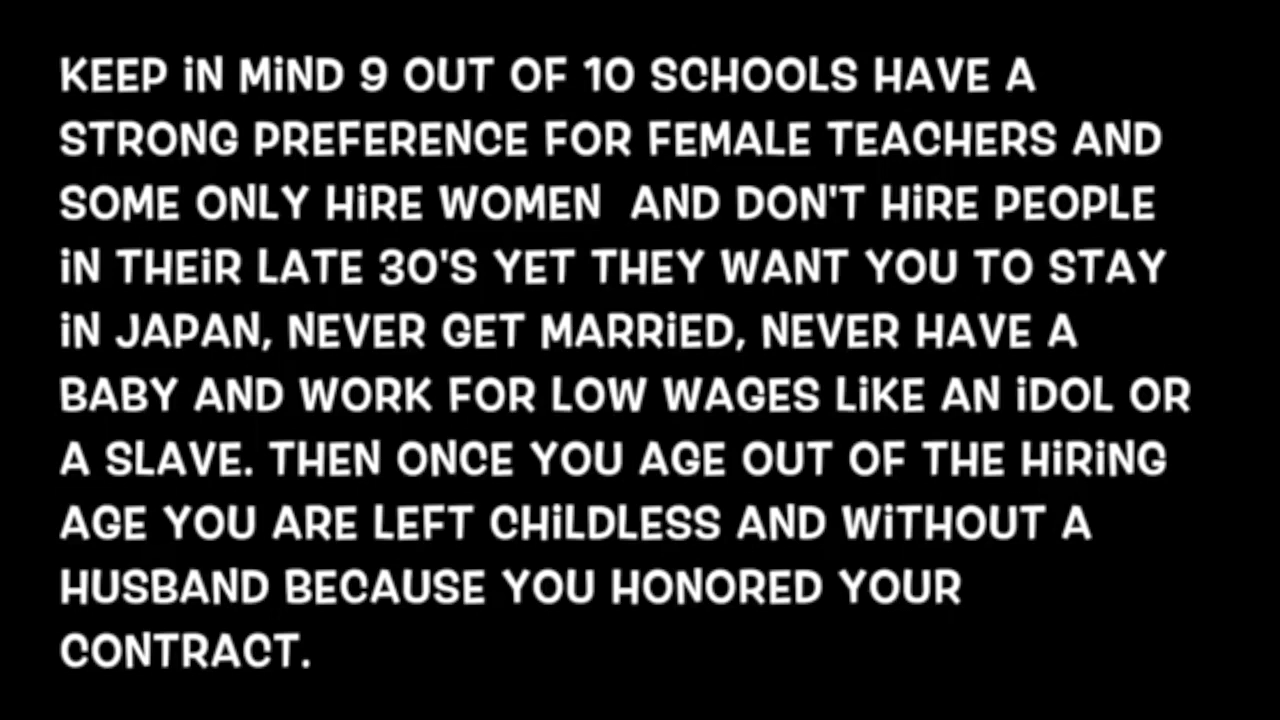 KEEP iN MiND 9 OUT OF 10 SCHOOLS HAVE A
STRONG PREFERENCE FOR FEMALE TEACHERS AND
SOME ONLY HiRE WOMEN  AND DON'T HiRE PEOPLE
iN THEiR LATE 30'S YET THEY WANT YOU TO STAY
iN JAPAN, NEVER GET MARRiED, NEVER HAVE A
BABY AND WORK FOR LOW WAGES LiKE AN iDOL OR
A SLAVE. THEN ONCE YOU AGE OUT OF THE HiRiNG
AGE YOU ARE LEFT CHiLDLESS AND WiTHOUT A
HUSBAND BECAUSE YOU HONORED YOUR
CONTRACT.